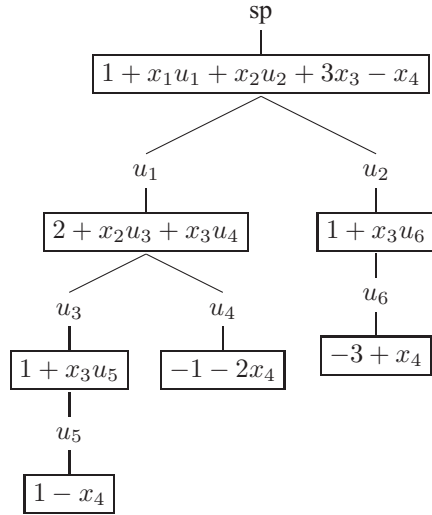 𝔰𝔭
1 + x₁u₁ + x₂u₂ + 3x₃ − x₄
u₁ u₂
2 + x₂u₃ + x₃u₄ 1 + x₃u₆
u₃ u₄ u₆
1 + x₃u₅ −1 − 2x₄ −3 + x₄
u₅
1 − x₄